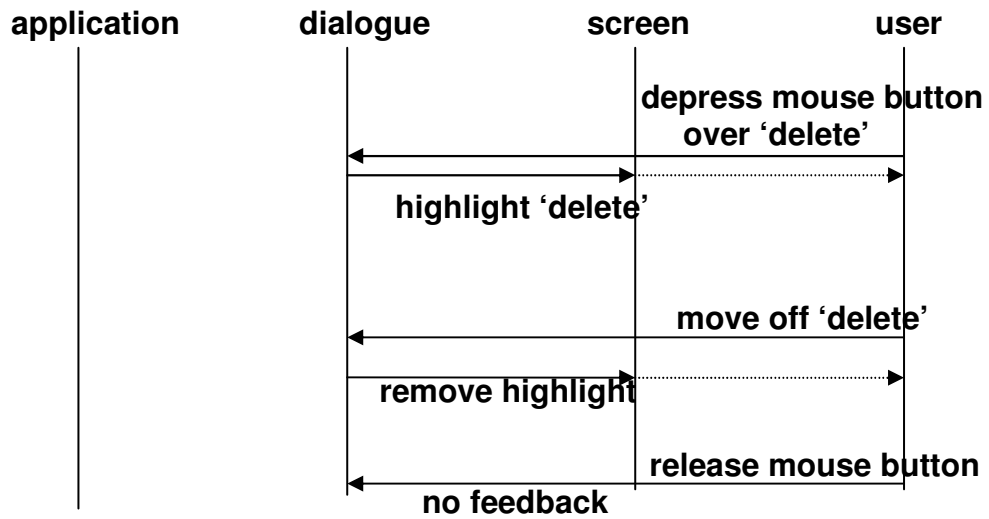 application dialogue screen user
depress mouse button
over ‘delete’
highlight ‘delete’
move off ‘delete’
remove highlight
release mouse button
no feedback